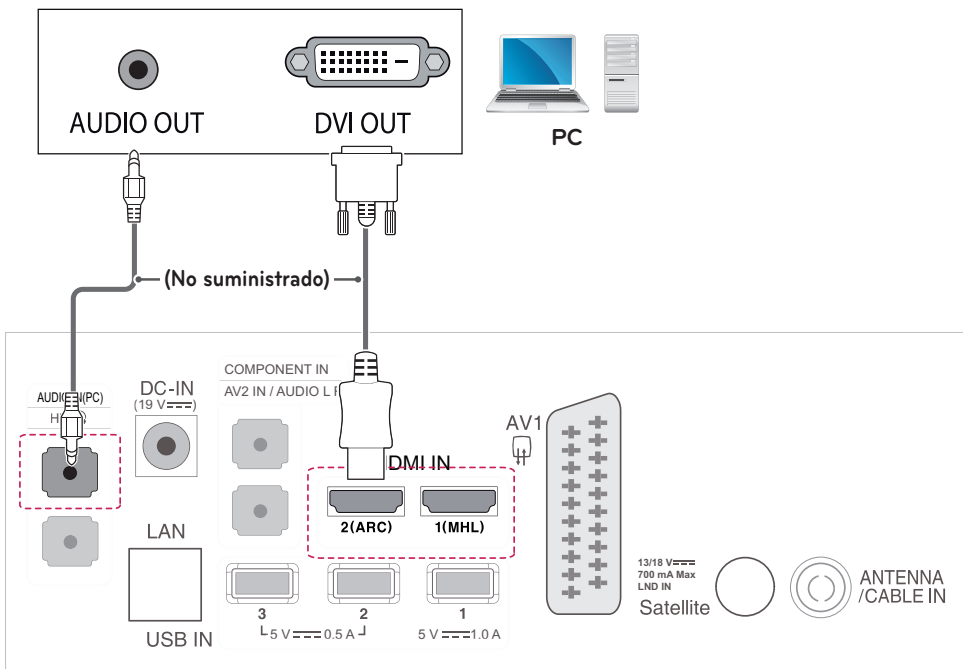 AUDIO OUT
DVI OUT
PC
(No suministrado)
DC-IN
(19 V)
COMPONENT IN
AV2 IN / AUDIO L
AV1
DMI IN
2(ARC)
1(MHL)
LAN
USB IN
3
2
1
5 V 0.5 A
5 V 1.0 A
13/18 V
700 mA Max
LND IN
Satellite
ANTENNA
/CABLE IN